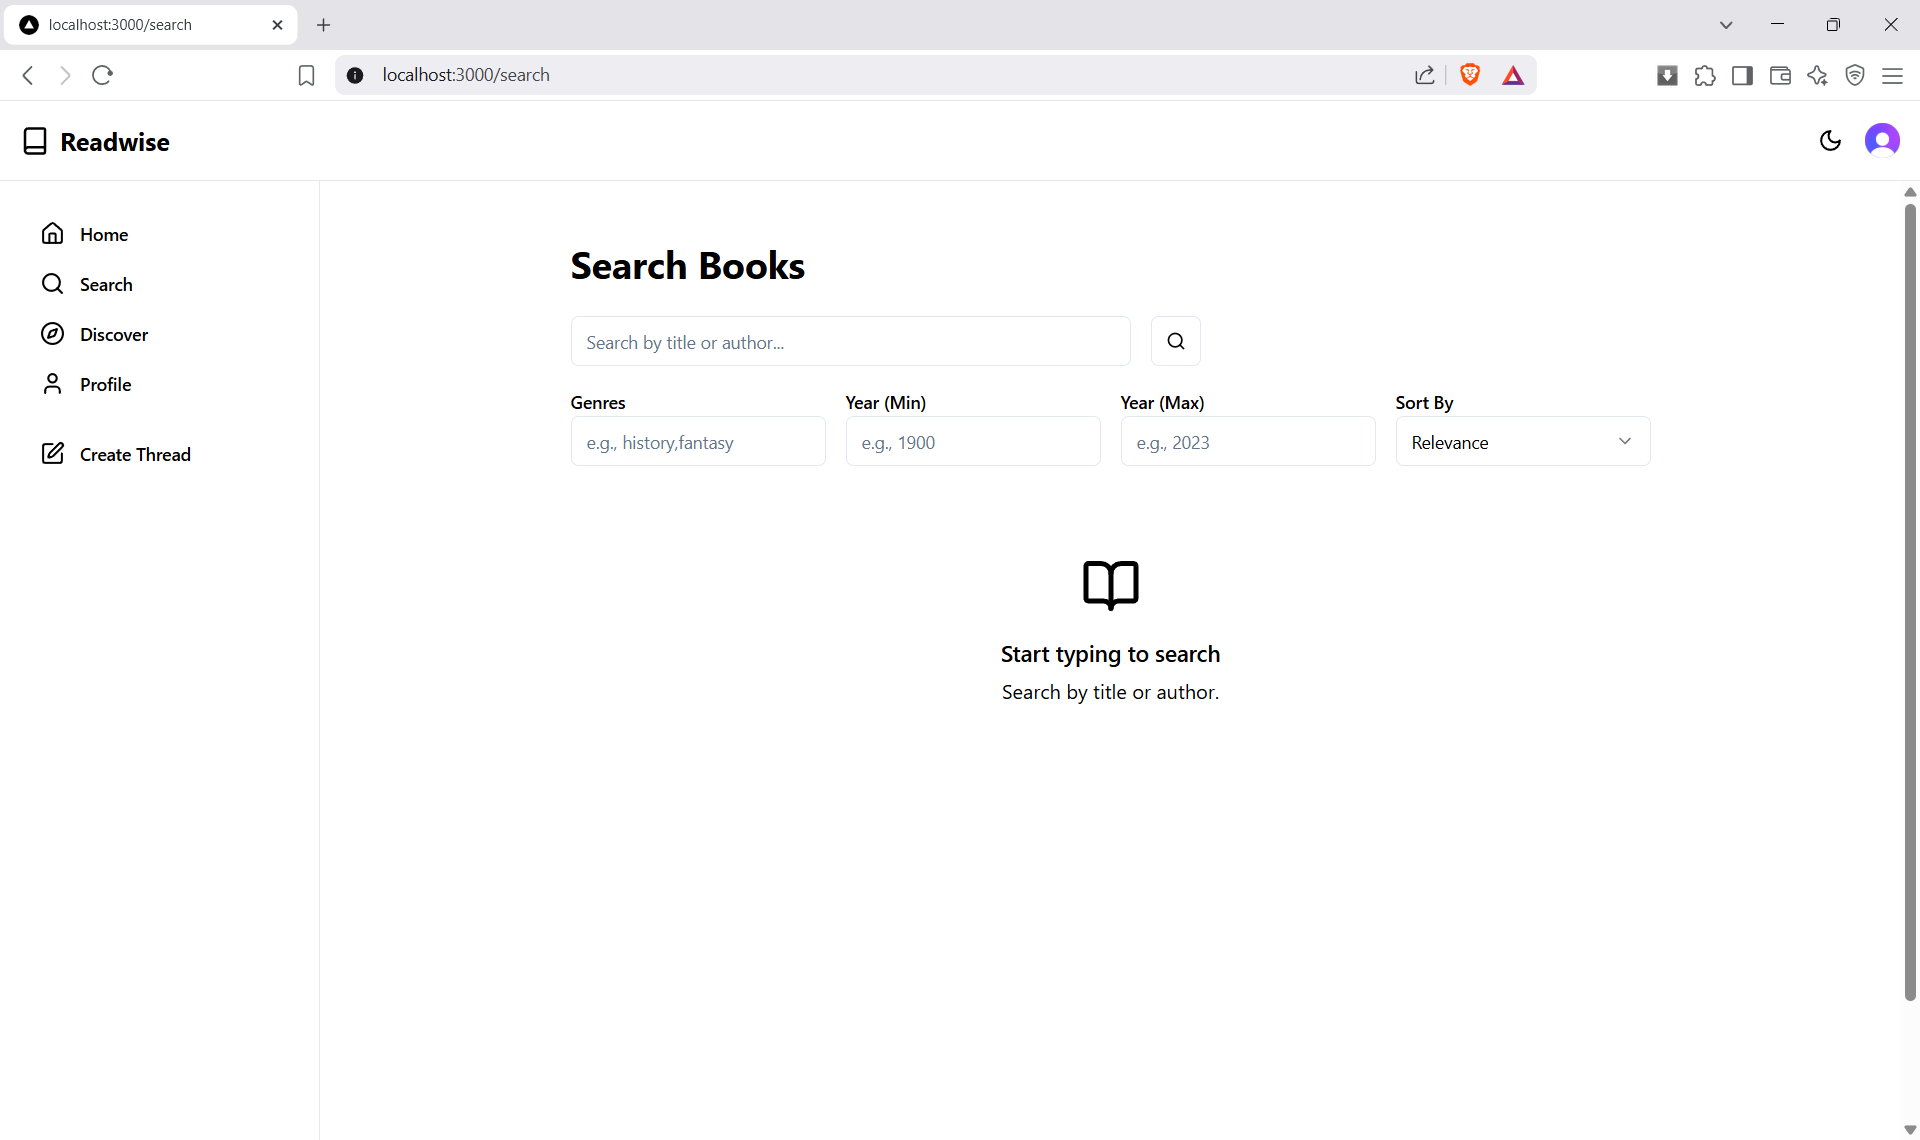 localhost:3000/search
localhost:3000/search
Readwise
Home
Search
Discover
Profile
Create Thread
Search Books
Search by title or author...
Genres
Year (Min)
Year (Max)
Sort By
e.g., history,fantasy
e.g., 1900
e.g., 2023
Relevance
Start typing to search
Search by title or author.